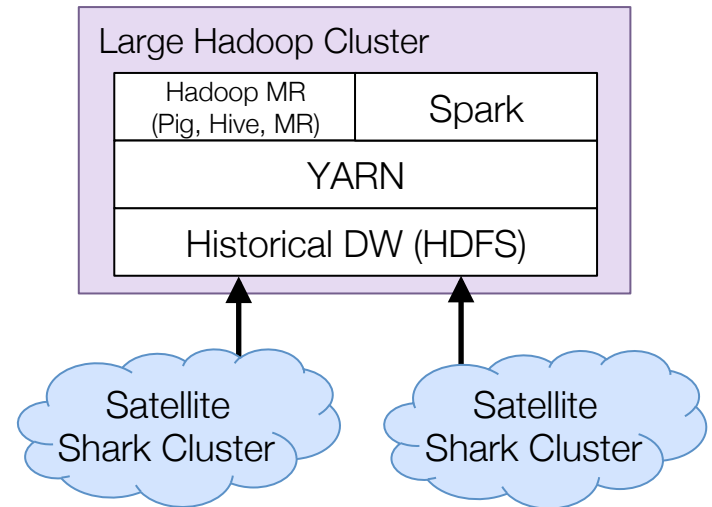 Large Hadoop Cluster
Hadoop MR
(Pig, Hive, MR)
Spark
YARN
Historical DW (HDFS)
Satellite
Shark Cluster
Satellite
Shark Cluster